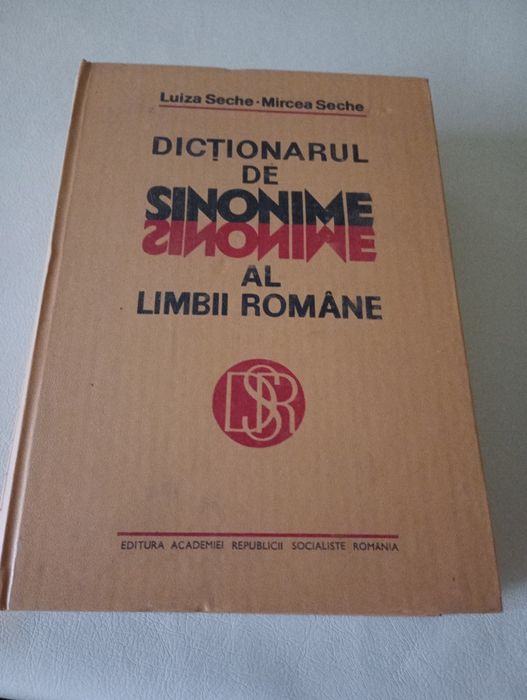 Luiza Seche · Mircea Seche
DICȚIONARUL
DE
SINONIME
SINONIME
AL
LIMBII ROMÂNE
DSR
EDITURA ACADEMIEI REPUBLICII SOCIALISTE ROMÂNIA